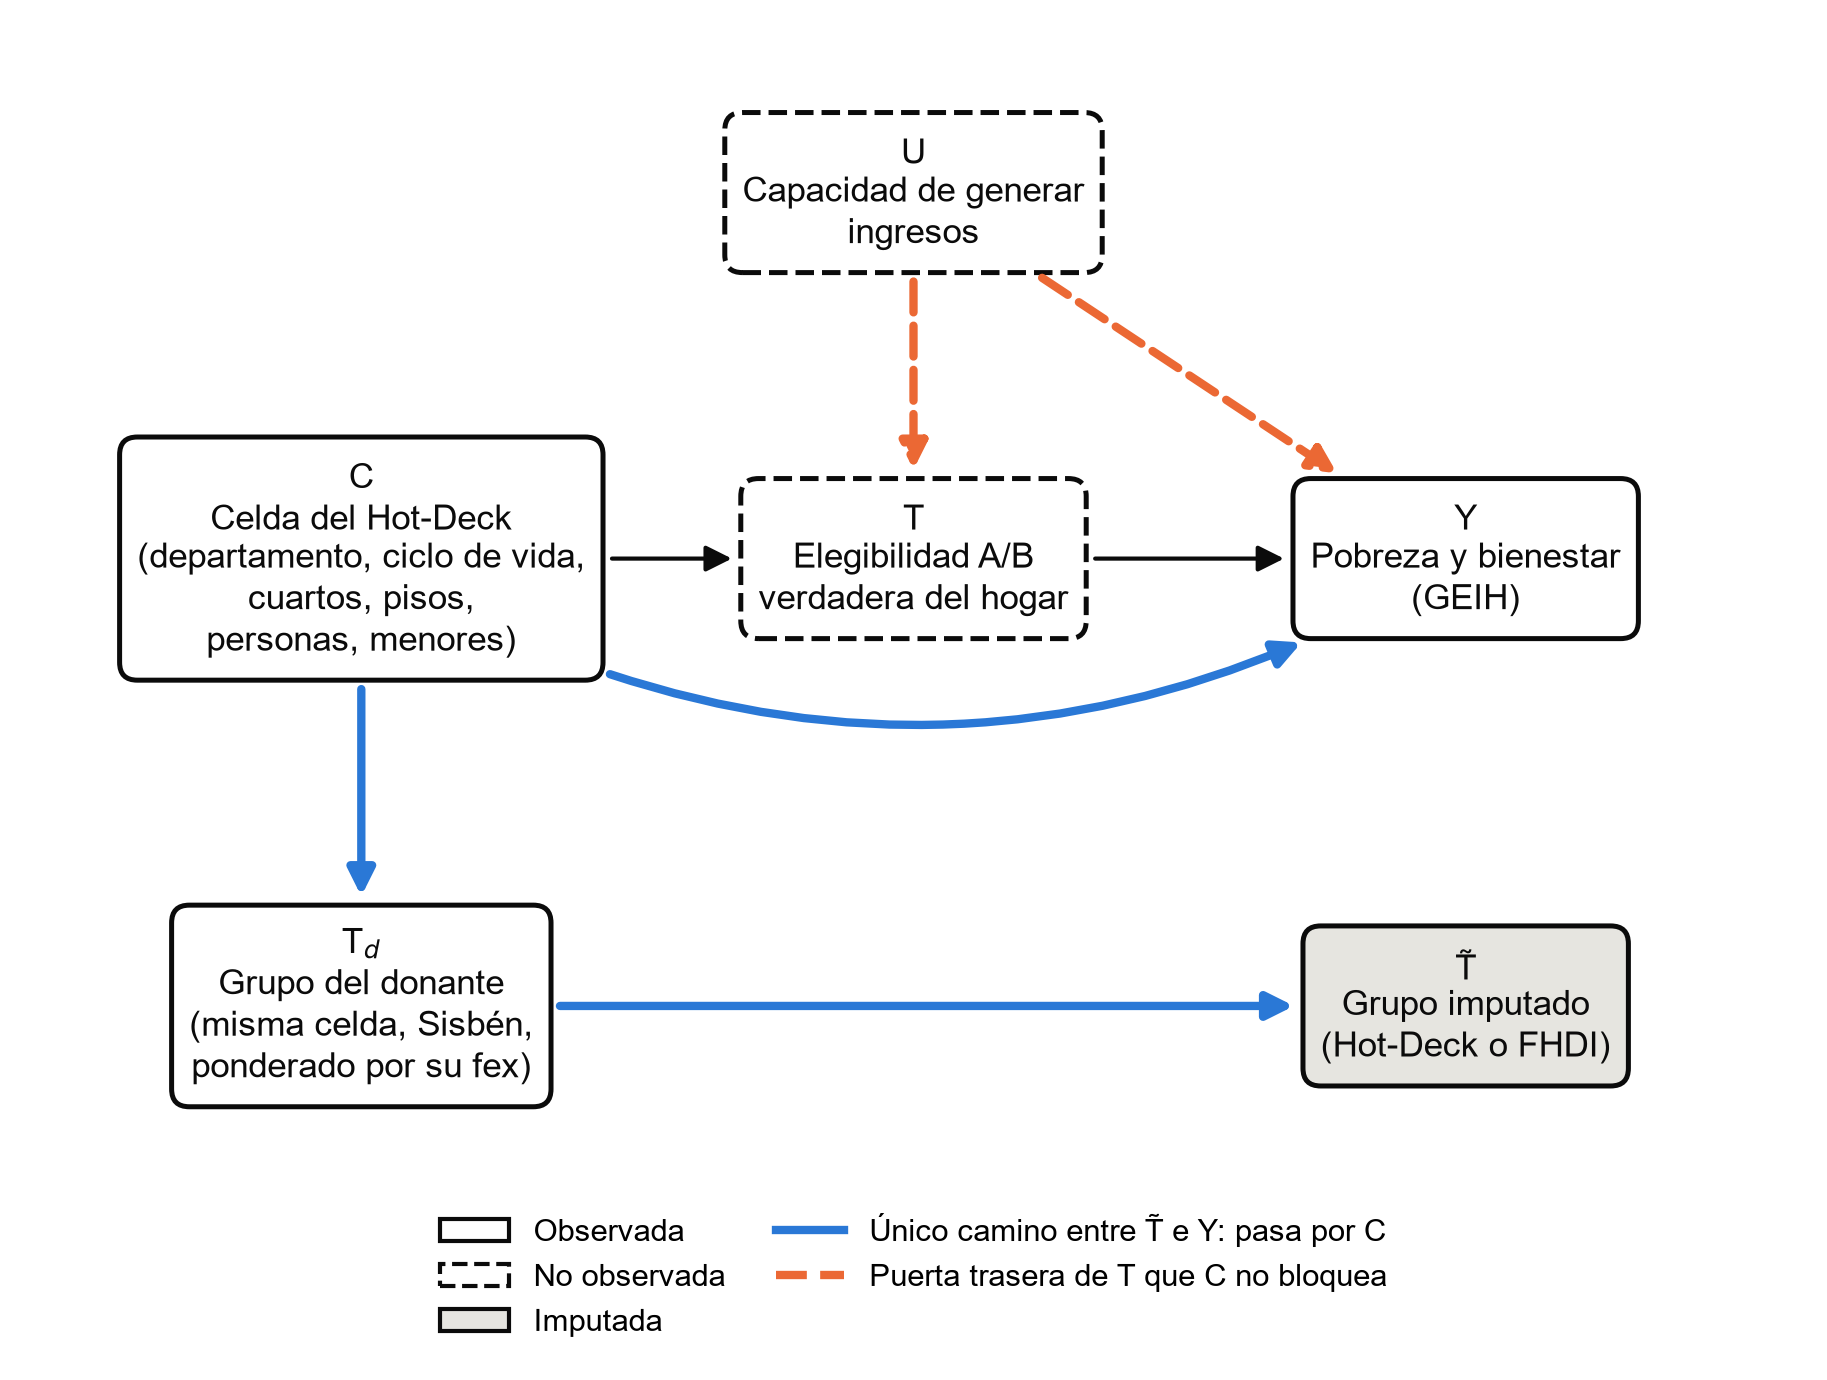 U
Capacidad de generar
ingresos
C
Celda del Hot-Deck
(departamento, ciclo de vida,
cuartos, pisos,
personas, menores)
T
Elegibilidad A/B
verdadera del hogar
Y
Pobreza y bienestar
(GEIH)
T_d
Grupo del donante
(misma celda, Sisbén,
ponderado por su fex)
T̃
Grupo imputado
(Hot-Deck o FHDI)
Observada
No observada
Imputada
Único camino entre T̃ e Y: pasa por C
Puerta trasera de T que C no bloquea